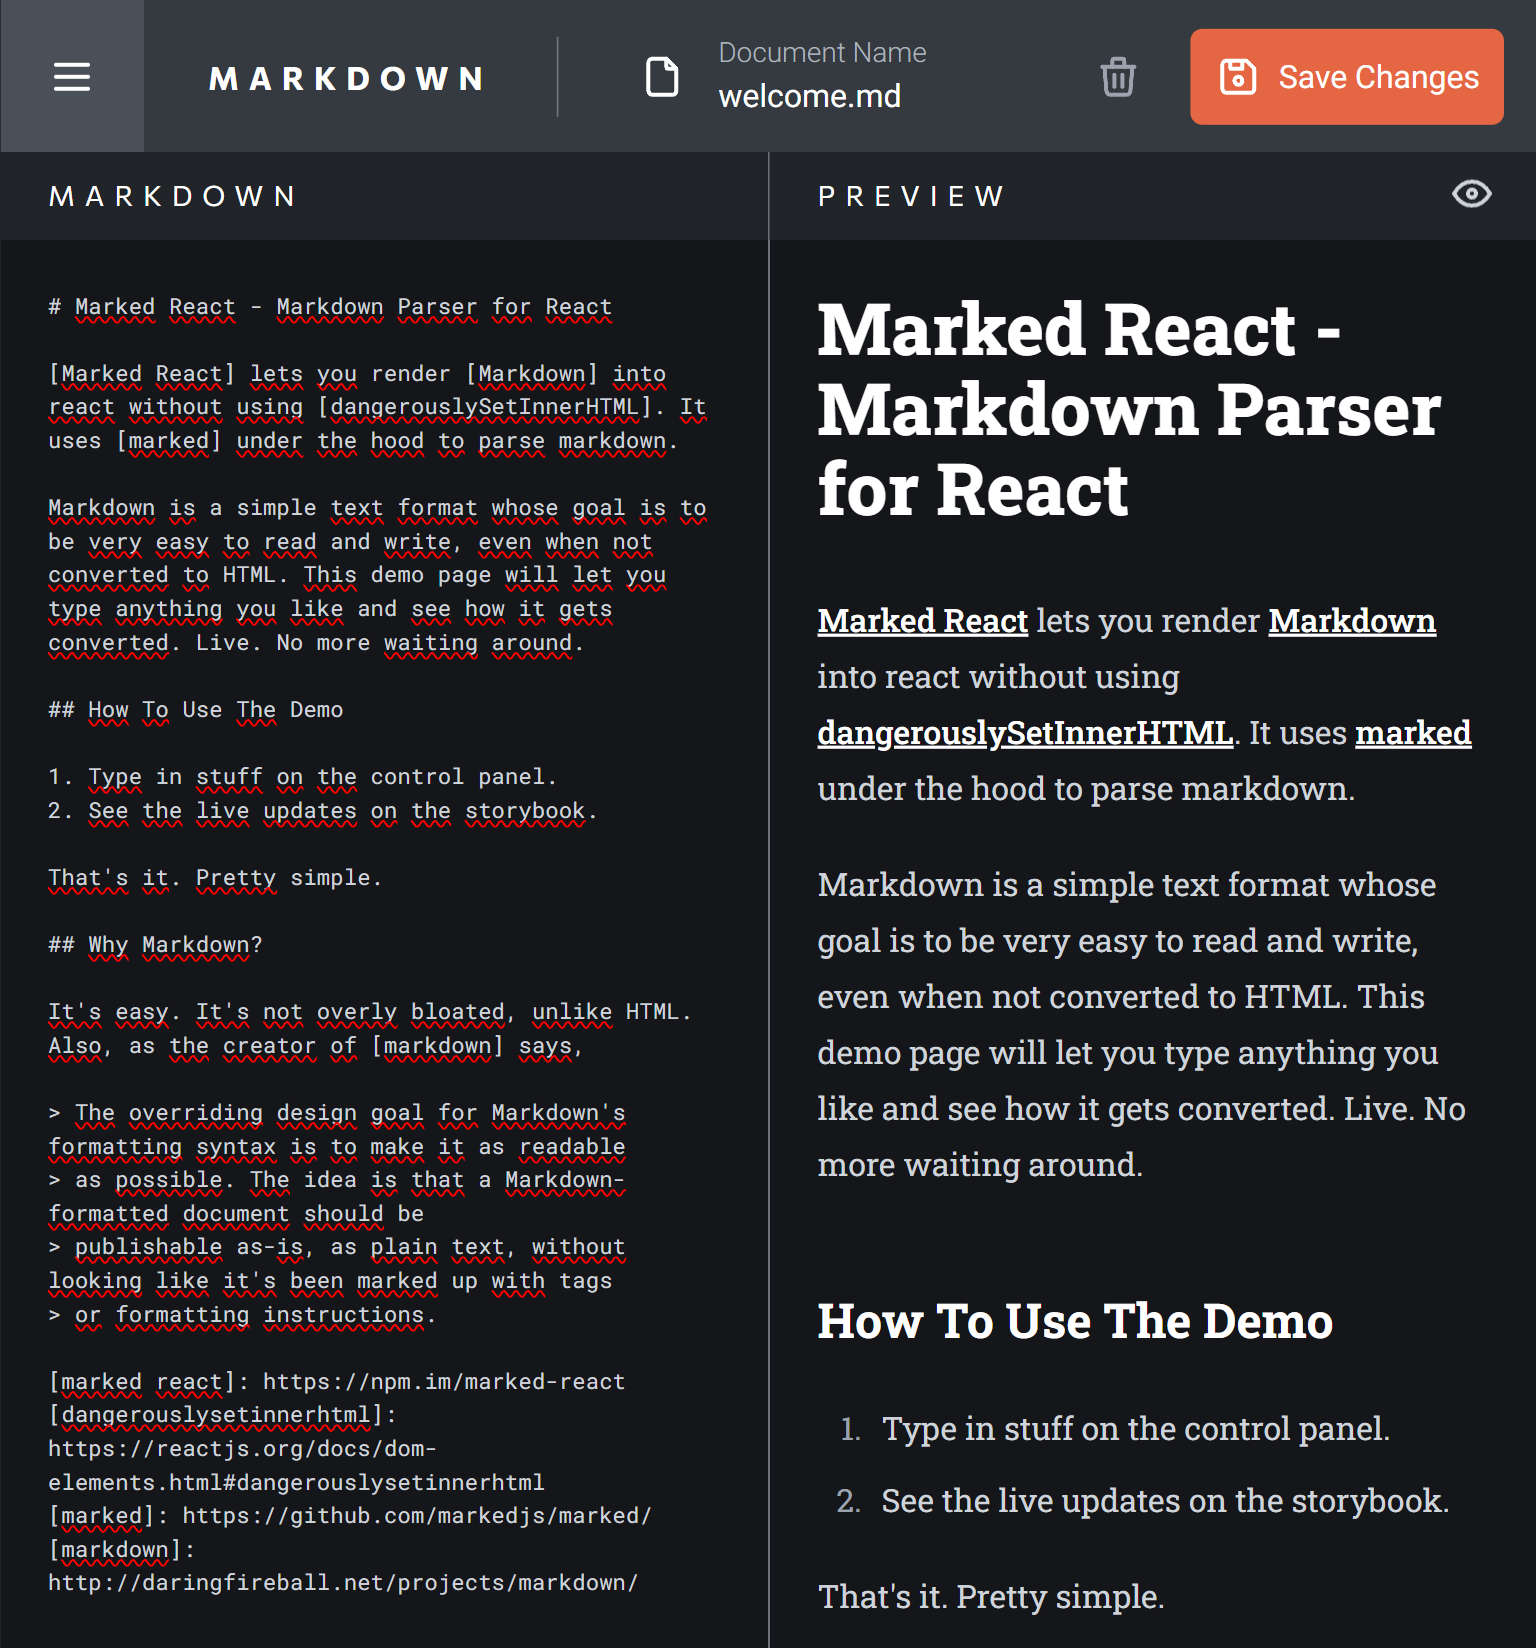 MARKDOWN
Document Name
welcome.md
Save Changes
MARKDOWN
# Marked React - Markdown Parser for React
[Marked React] lets you render [Markdown] into
react without using [dangerouslySetInnerHTML]. It
uses [marked] under the hood to parse markdown.
Markdown is a simple text format whose goal is to
be very easy to read and write, even when not
converted to HTML. This demo page will let you
type anything you like and see how it gets
converted. Live. No more waiting around.
## How To Use The Demo
1. Type in stuff on the control panel.
2. See the live updates on the storybook.
That's it. Pretty simple.
## Why Markdown?
It's easy. It's not overly bloated, unlike HTML.
Also, as the creator of [markdown] says,
> The overriding design goal for Markdown's
formatting syntax is to make it as readable
> as possible. The idea is that a Markdown-
formatted document should be
> publishable as-is, as plain text, without
looking like it's been marked up with tags
> or formatting instructions.
[marked react]: https://npm.im/marked-react
[dangerouslysetinnerhtml]:
https://reactjs.org/docs/dom-
elements.html#dangerouslysetinnerhtml
[marked]: https://github.com/markedjs/marked/
[markdown]:
http://daringfireball.net/projects/markdown/
PREVIEW
Marked React -
Markdown Parser
for React
Marked React lets you render Markdown
into react without using
dangerouslySetInnerHTML. It uses marked
under the hood to parse markdown.
Markdown is a simple text format whose
goal is to be very easy to read and write,
even when not converted to HTML. This
demo page will let you type anything you
like and see how it gets converted. Live. No
more waiting around.
How To Use The Demo
1. Type in stuff on the control panel.
2. See the live updates on the storybook.
That's it. Pretty simple.